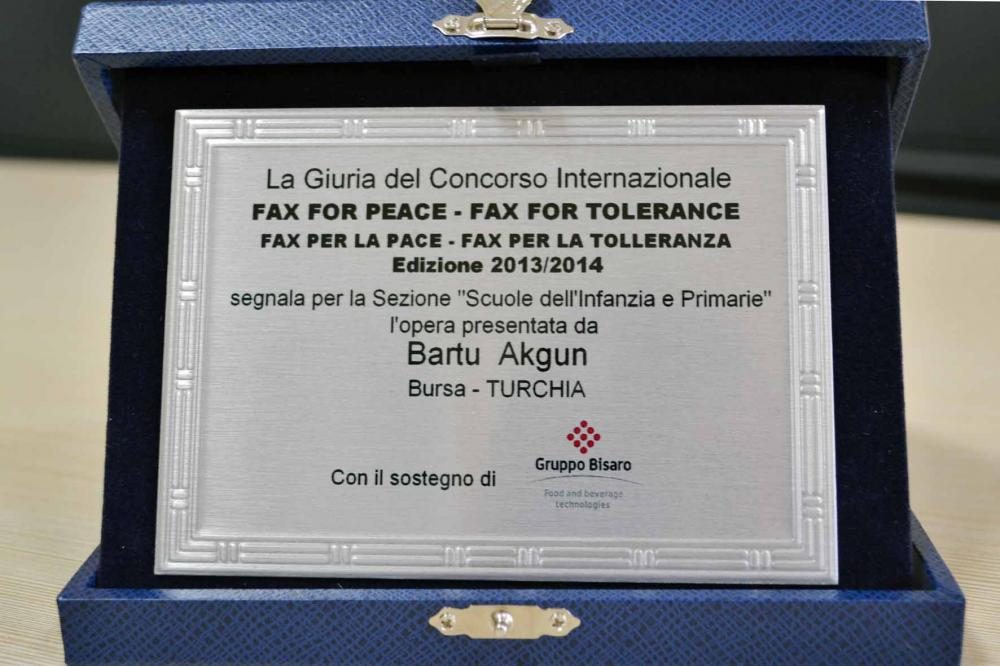 La Giuria del Concorso Internazionale
FAX FOR PEACE - FAX FOR TOLERANCE
FAX PER LA PACE - FAX PER LA TOLLERANZA
Edizione 2013/2014
segnala per la Sezione "Scuole dell'Infanzia e Primarie"
l'opera presentata da
Bartu Akgun
Bursa - TURCHIA
Con il sostegno di
Gruppo Bisaro
Food and beverage
technologies